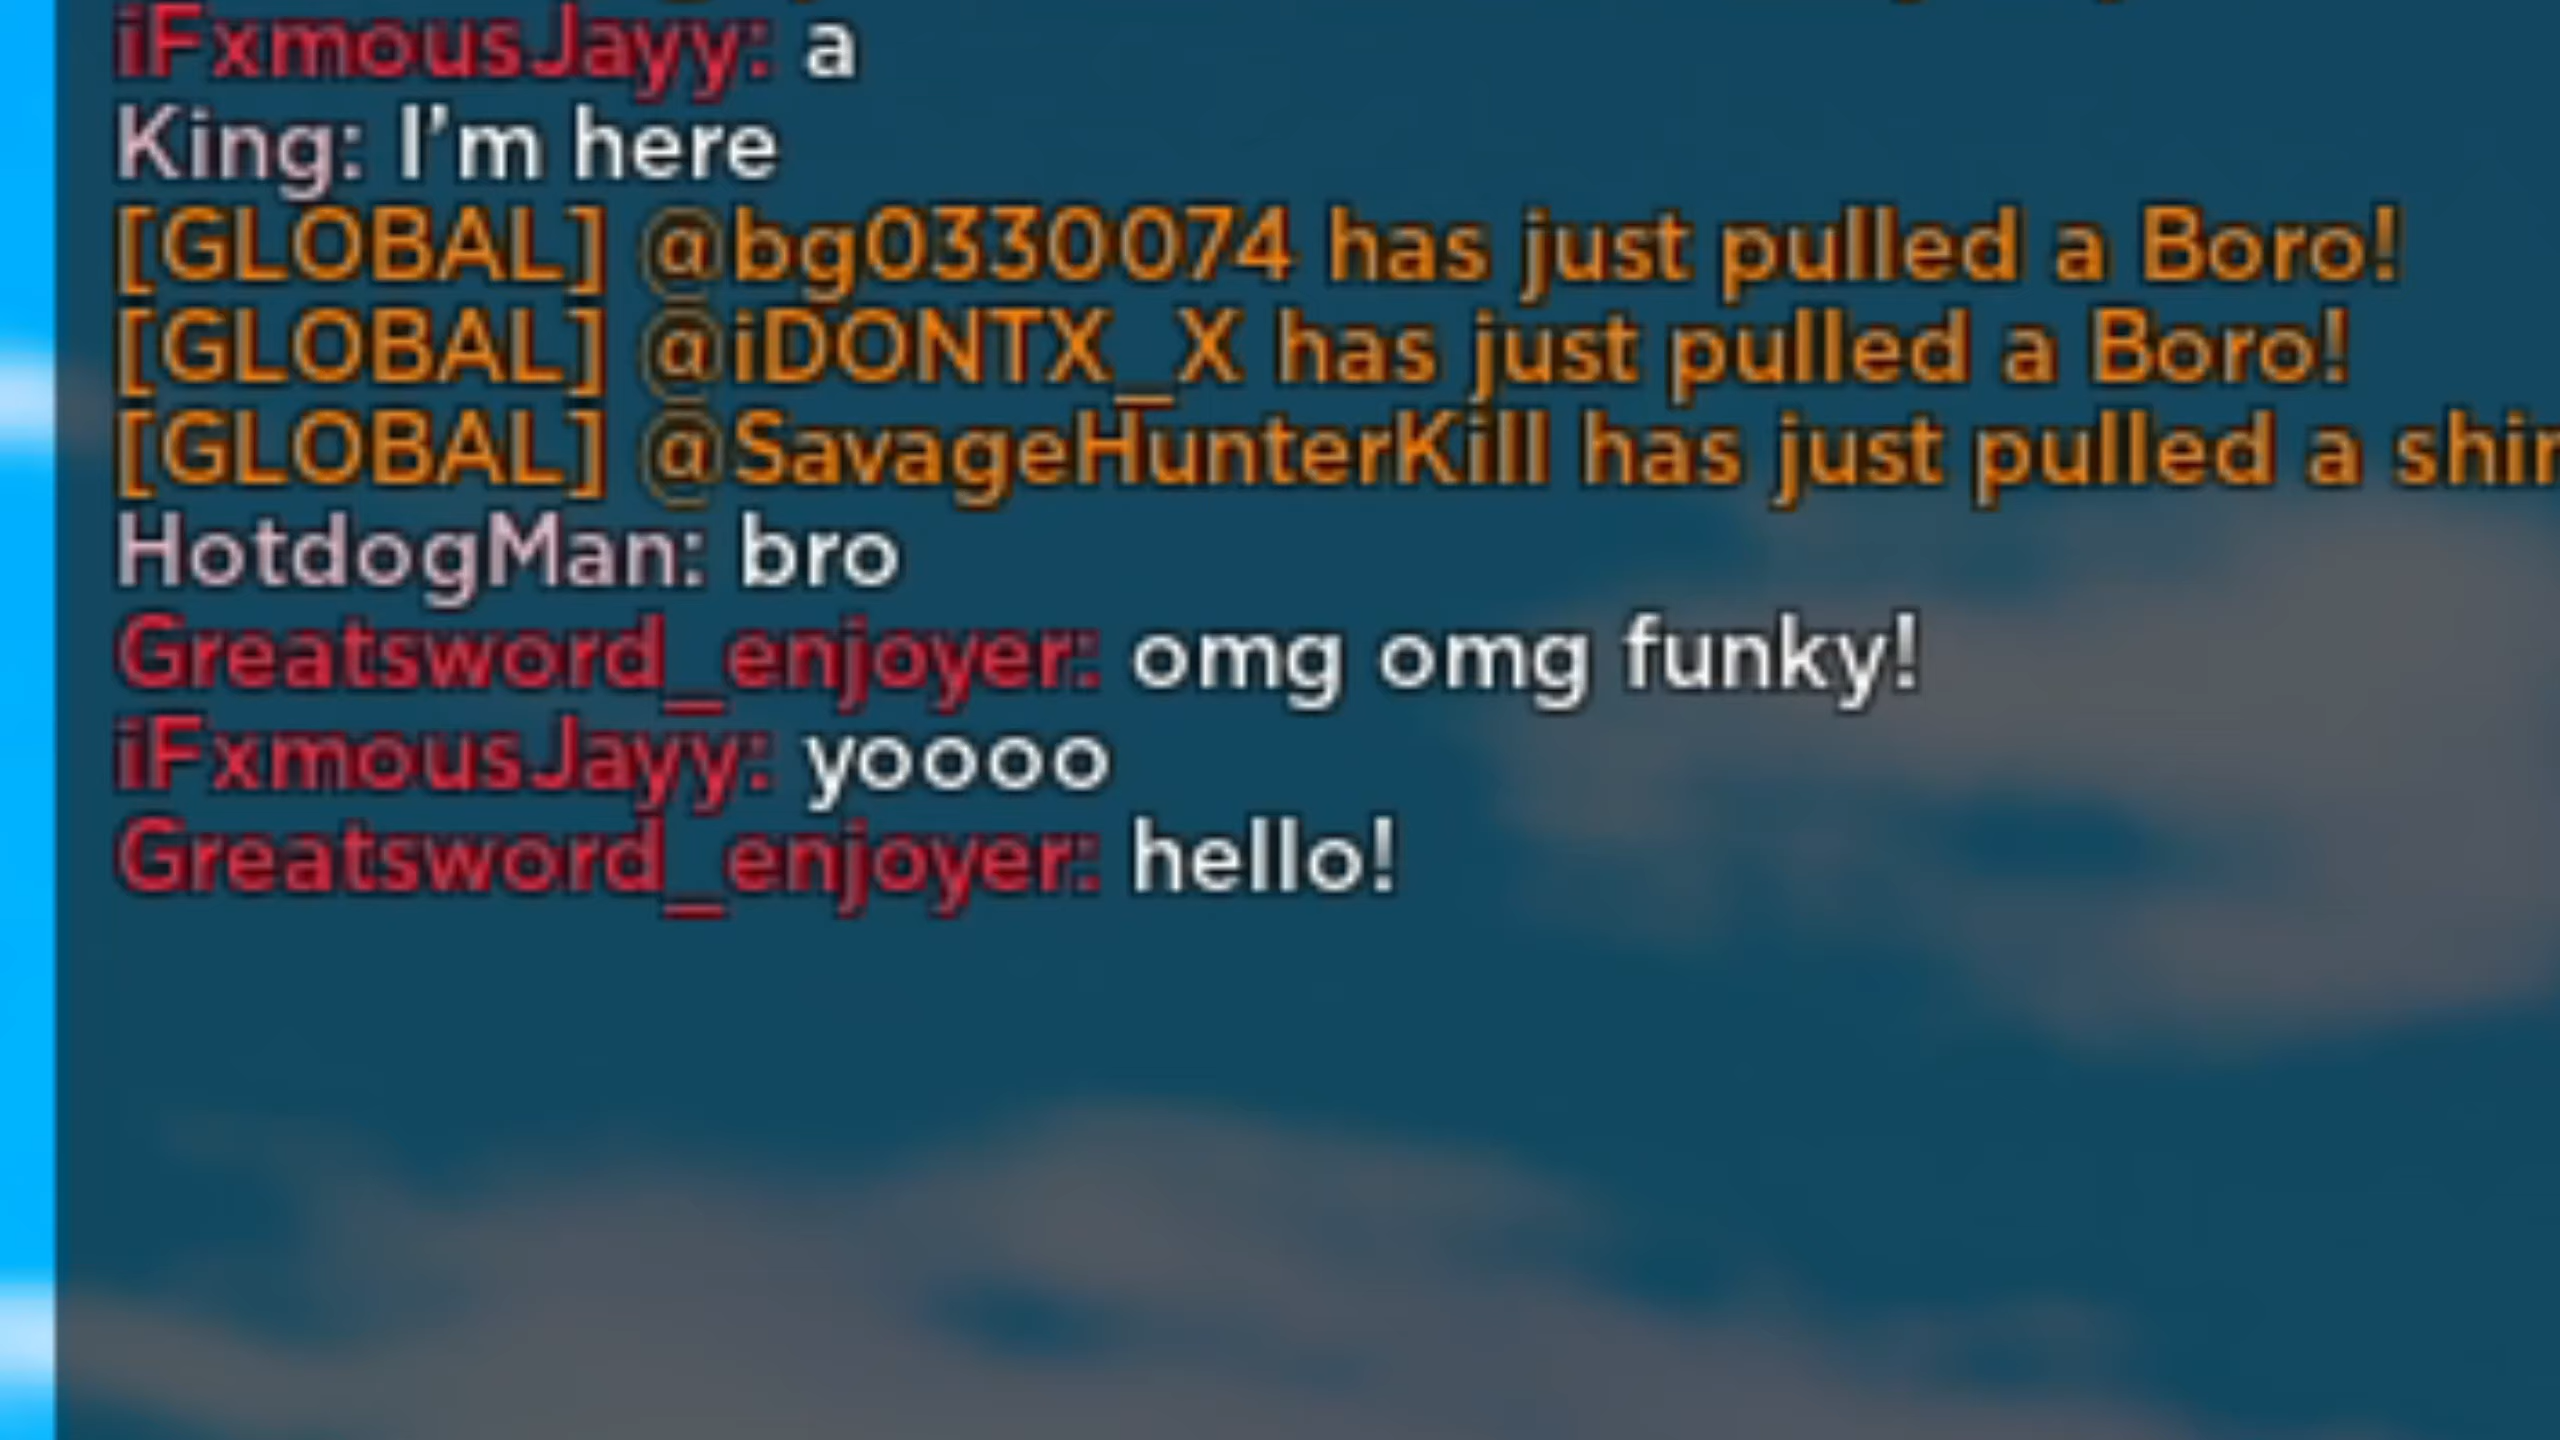 iFxmousJayy: a
King: I'm here
[GLOBAL] @bg0330074 has just pulled a Boro!
[GLOBAL] @iDONTX_X has just pulled a Boro!
[GLOBAL] @SavageHunterKill has just pulled a
HotdogMan: bro
Greatsword_enjoyer: omg omg funky!
iFxmousJayy: yoooo
Greatsword_enjoyer: hello!